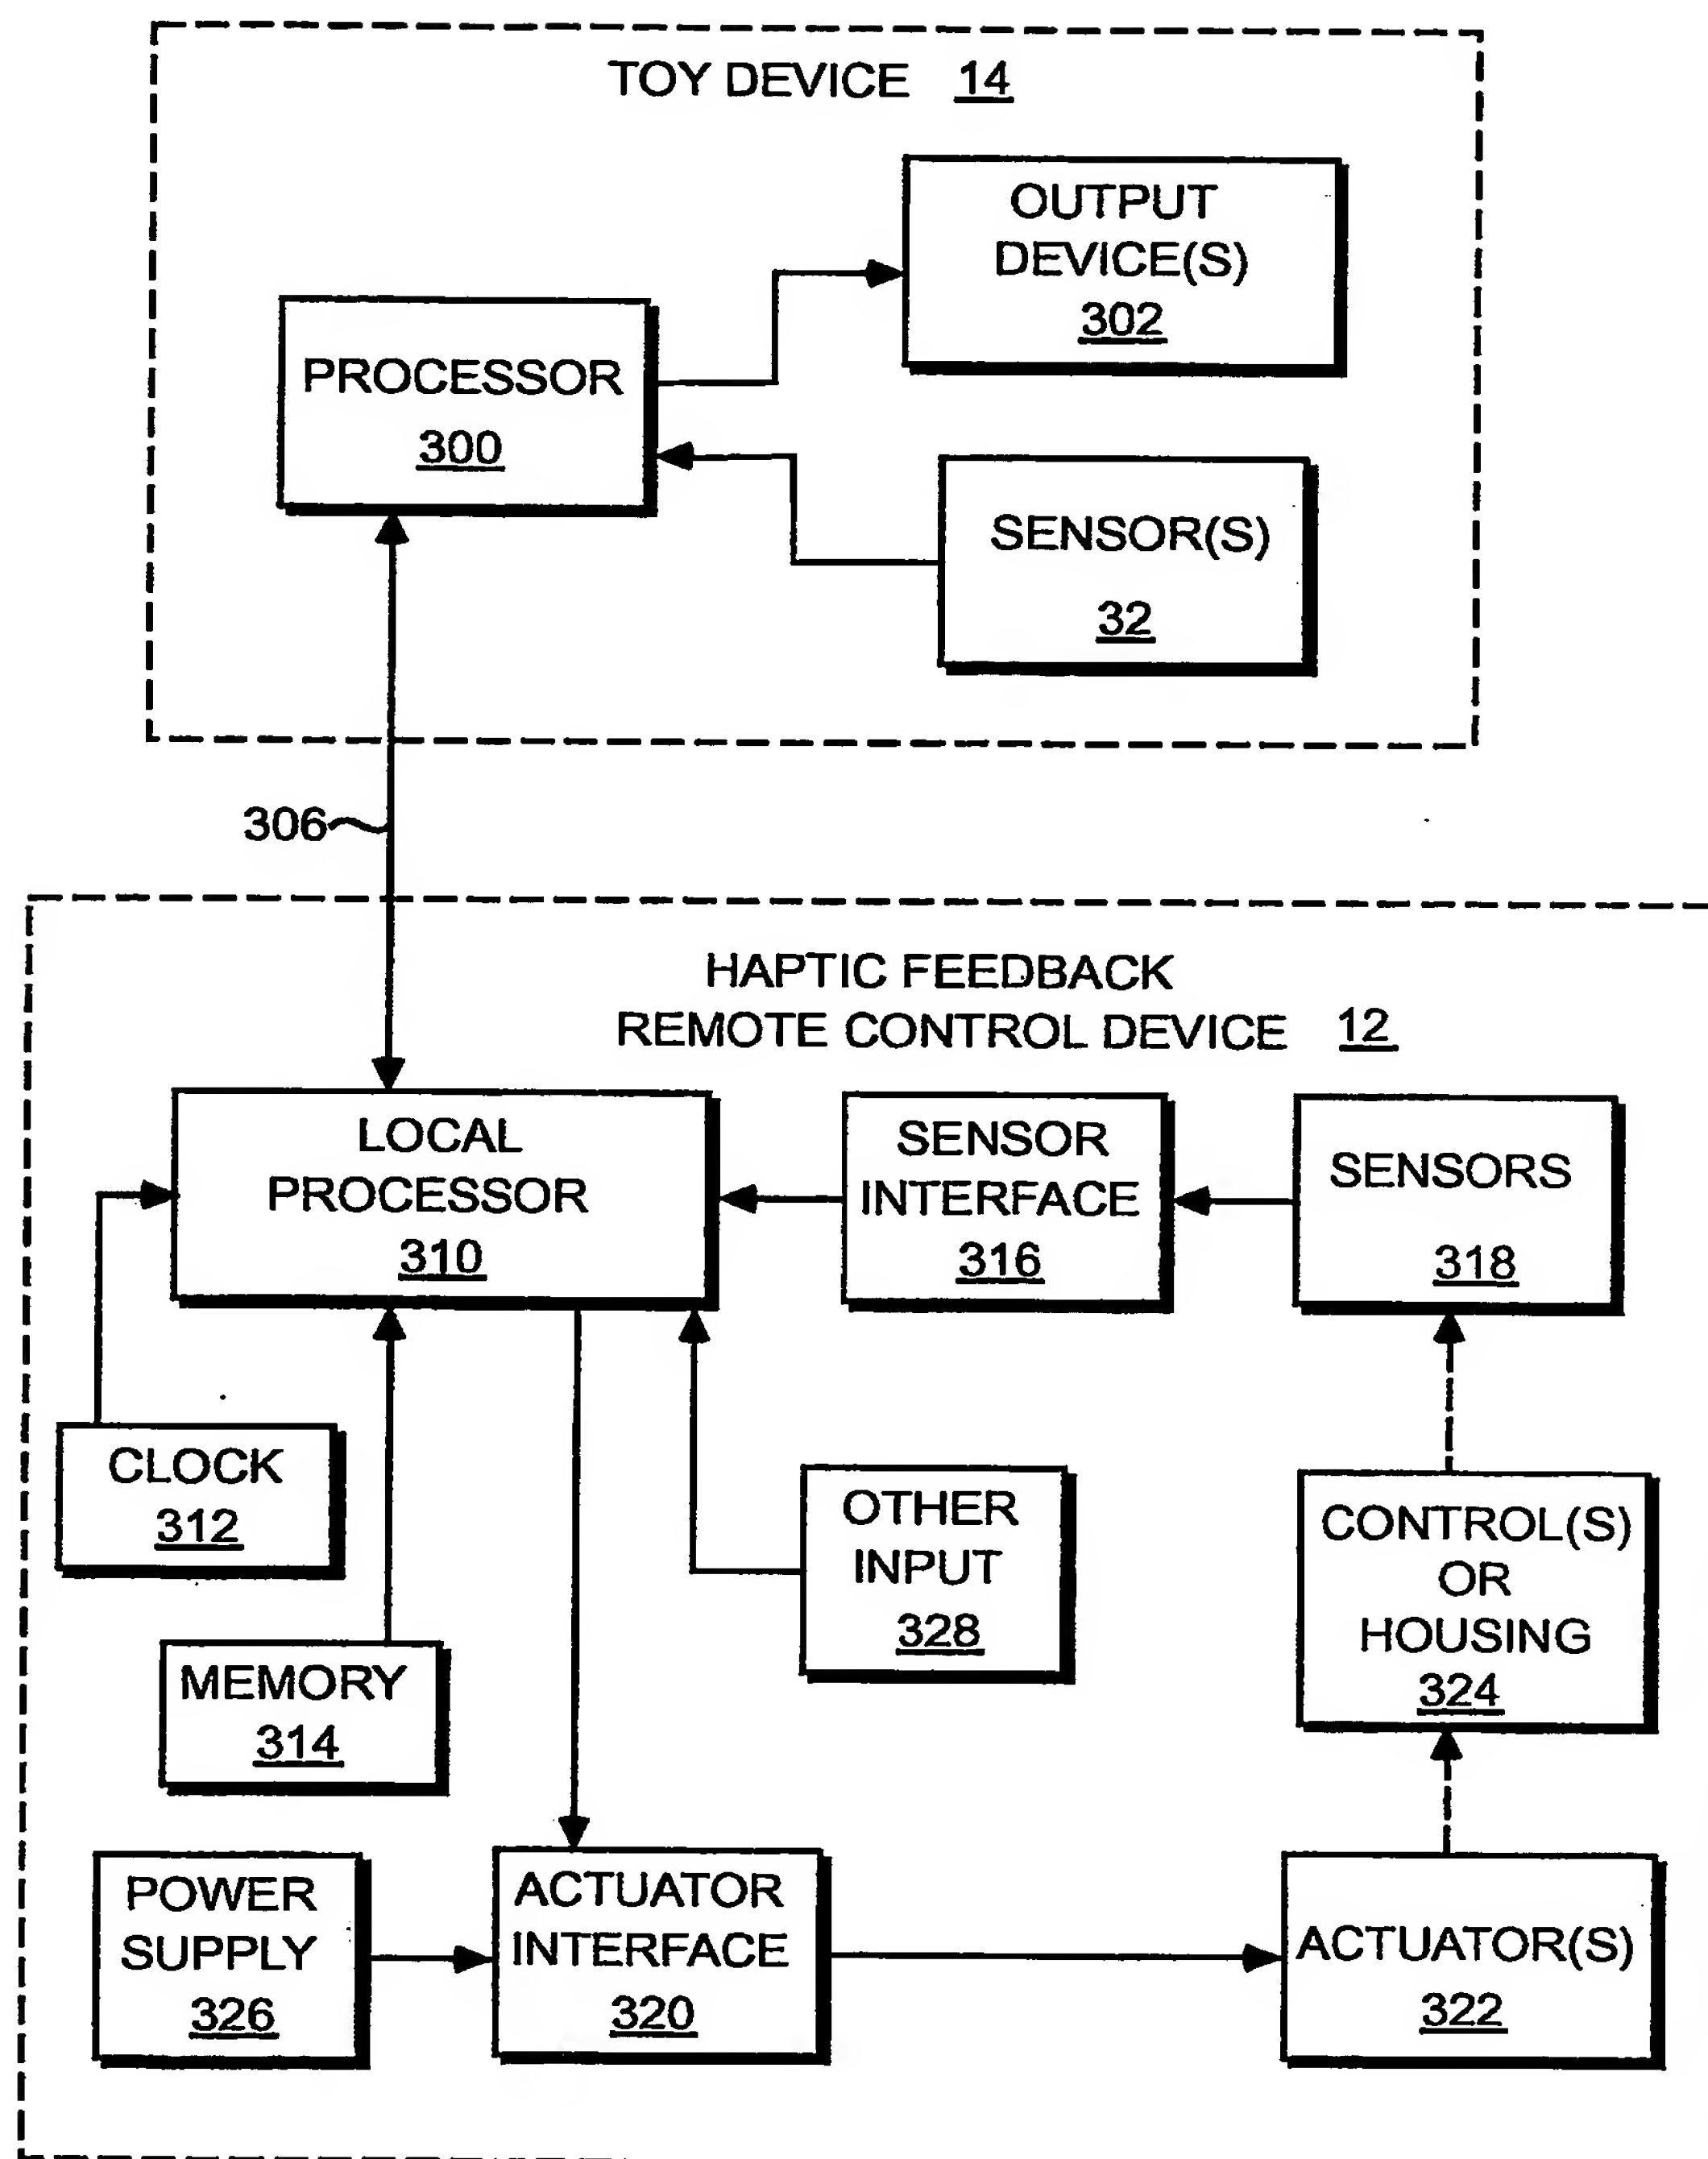 TOY DEVICE 14
OUTPUT
DEVICE(S)
302
PROCESSOR
300
SENSOR(S)
32
306
HAPTIC FEEDBACK
REMOTE CONTROL DEVICE 12
LOCAL
PROCESSOR
310
SENSOR
INTERFACE
316
SENSORS
318
CLOCK
312
OTHER
INPUT
328
CONTROL(S)
OR
HOUSING
324
MEMORY
314
POWER
SUPPLY
326
ACTUATOR
INTERFACE
320
ACTUATOR(S)
322